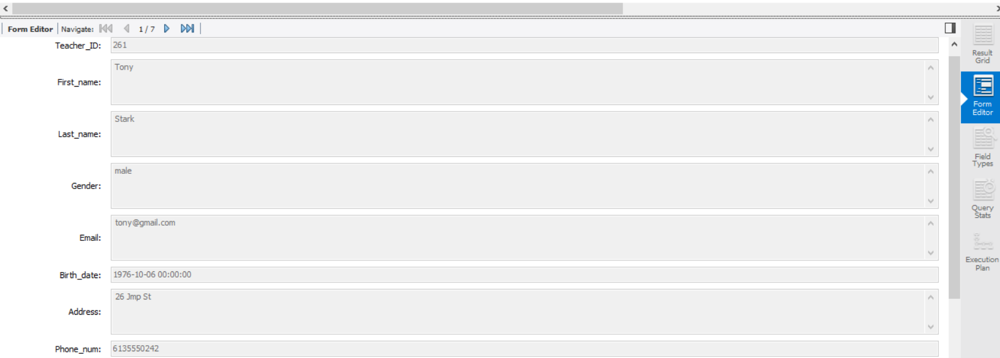 Form Editor Navigate: 1 / 7
Teacher_ID: 261
First_name: Tony
Last_name: Stark
Gender: male
Email: tony@gmail.com
Birth_date: 1976-10-06 00:00:00
Address: 26 Jmp St
Phone_num: 6135550242
Result
Grid
Form
Editor
Field
Types
Query
Stats
Execution
Plan